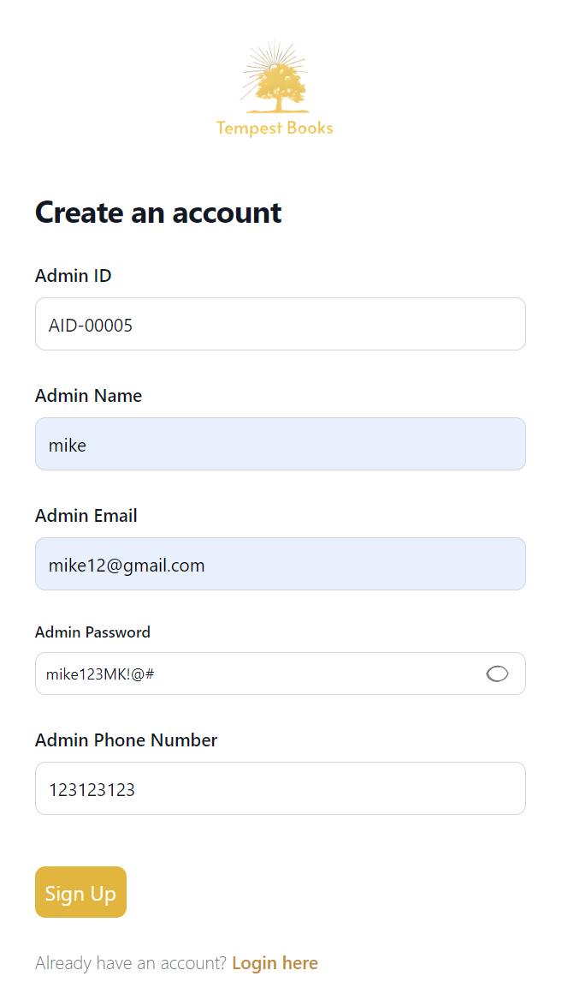 Tempest Books
Create an account
Admin ID
AID-00005
Admin Name
mike
Admin Email
mike12@gmail.com
Admin Password
mike123MK!@#
Admin Phone Number
123123123
Sign Up
Already have an account? Login here